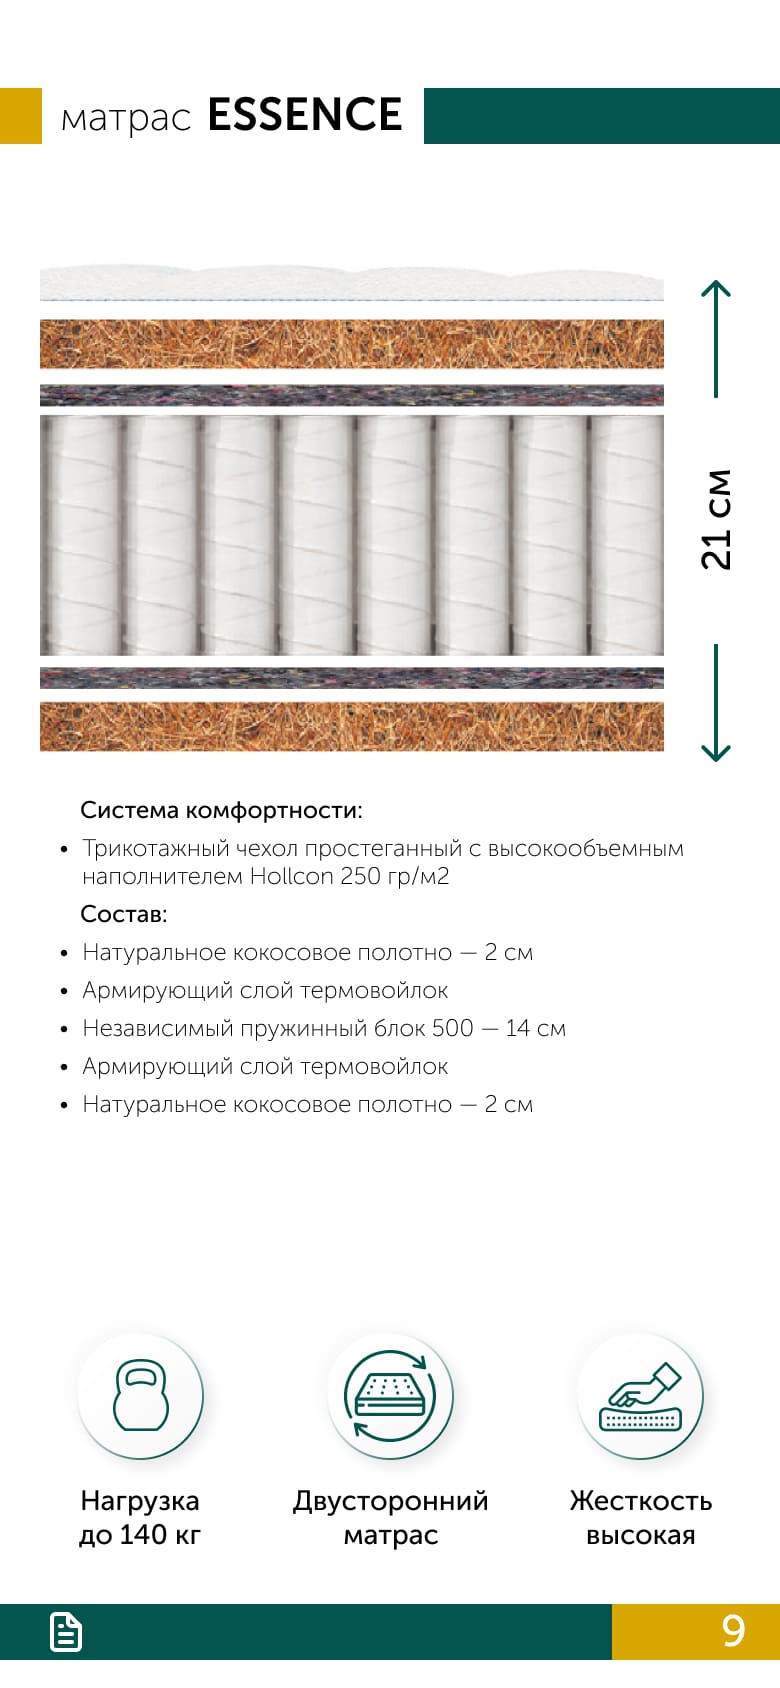 матрас ESSENCE
21 см
Система комфортности:
• Трикотажный чехол простеганный с высокообъемным
наполнителем Hollcon 250 гр/м2
Состав:
• Натуральное кокосовое полотно — 2 см
• Армирующий слой термовойлок
• Независимый пружинный блок 500 — 14 см
• Армирующий слой термовойлок
• Натуральное кокосовое полотно — 2 см
Нагрузка
до 140 кг
Двусторонний
матрас
Жесткость
высокая
9